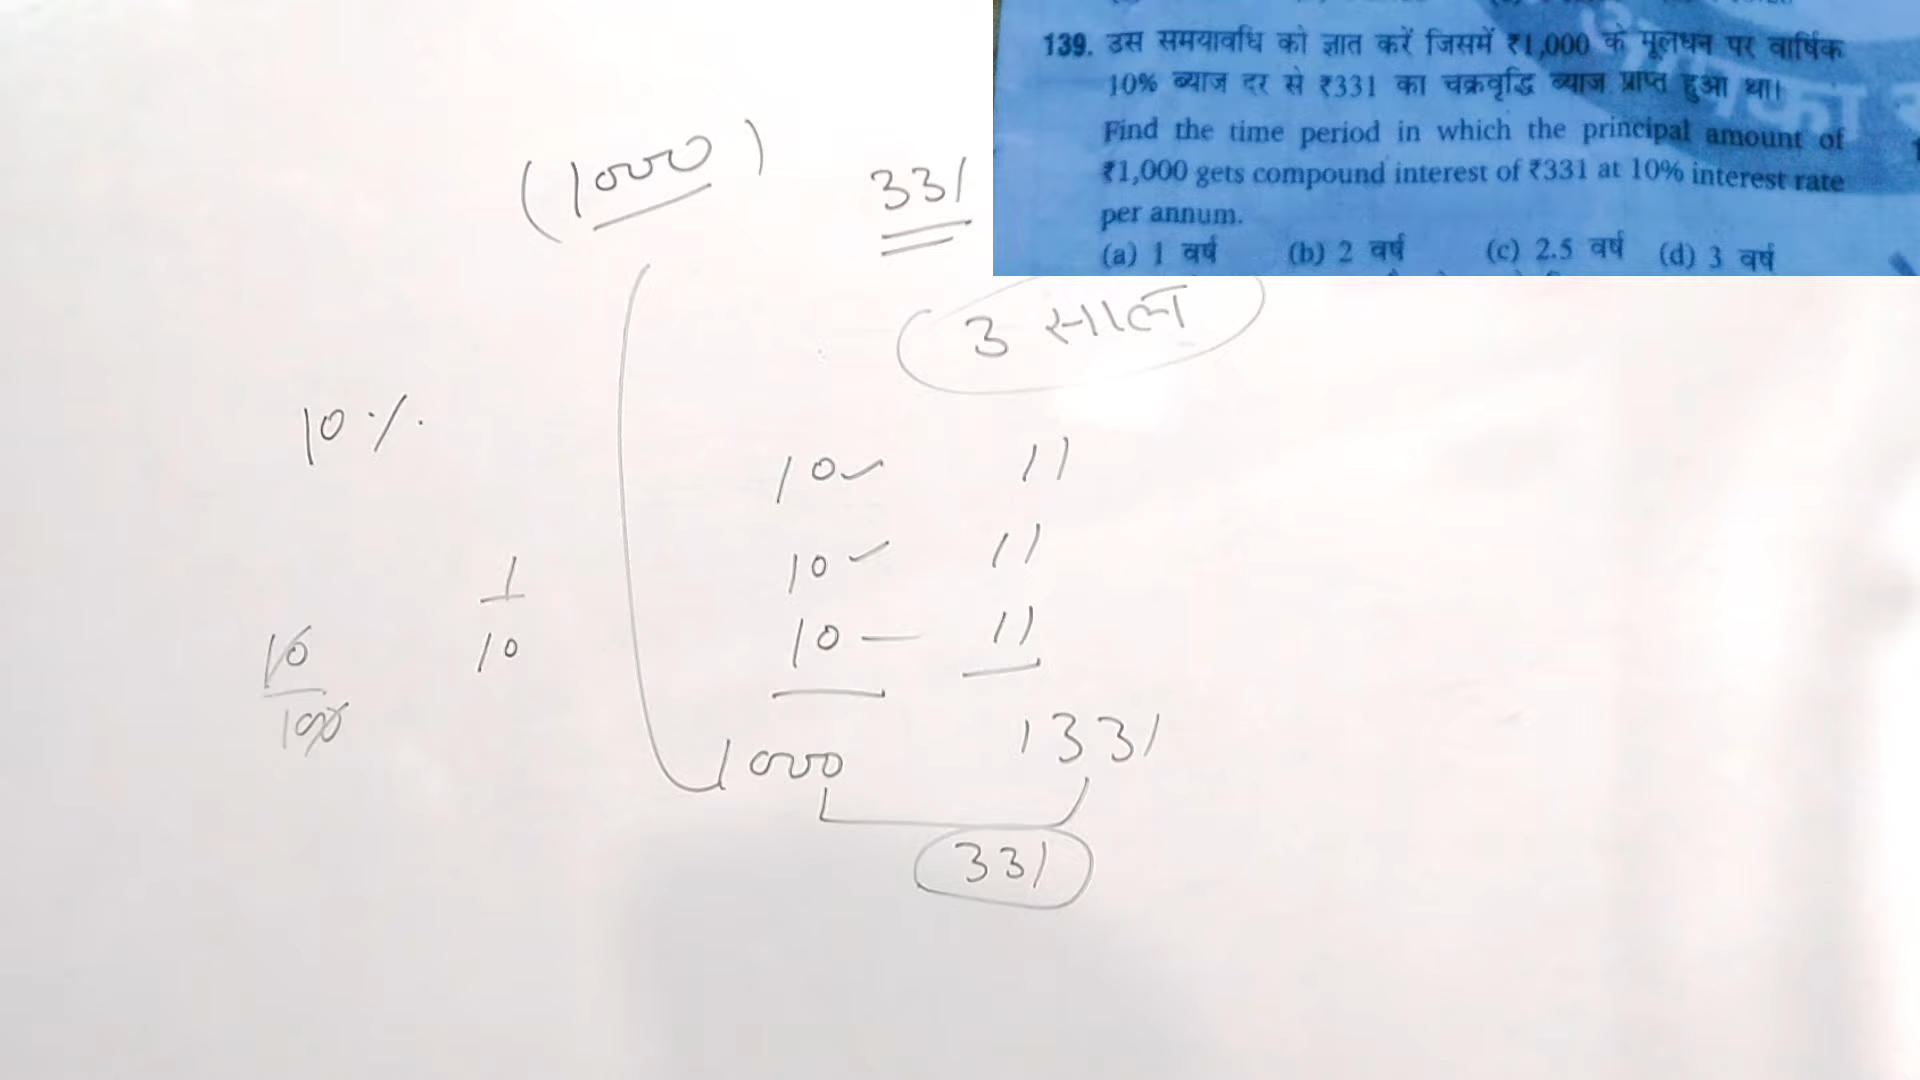 139. उस समयावधि को ज्ञात करें जिसमें ₹1,000 के मूलधन पर वार्षिक
10% ब्याज दर से ₹331 का चक्रवृद्धि ब्याज प्राप्त हुआ था।
Find the time period in which the principal amount of
₹1,000 gets compound interest of ₹331 at 10% interest rate
per annum.
(a) 1 वर्ष (b) 2 वर्ष (c) 2.5 वर्ष (d) 3 वर्ष
(1000) 331
3 साल
10%
10 11
10 11
10 — 11
1000 1331
331
10
100
1
10